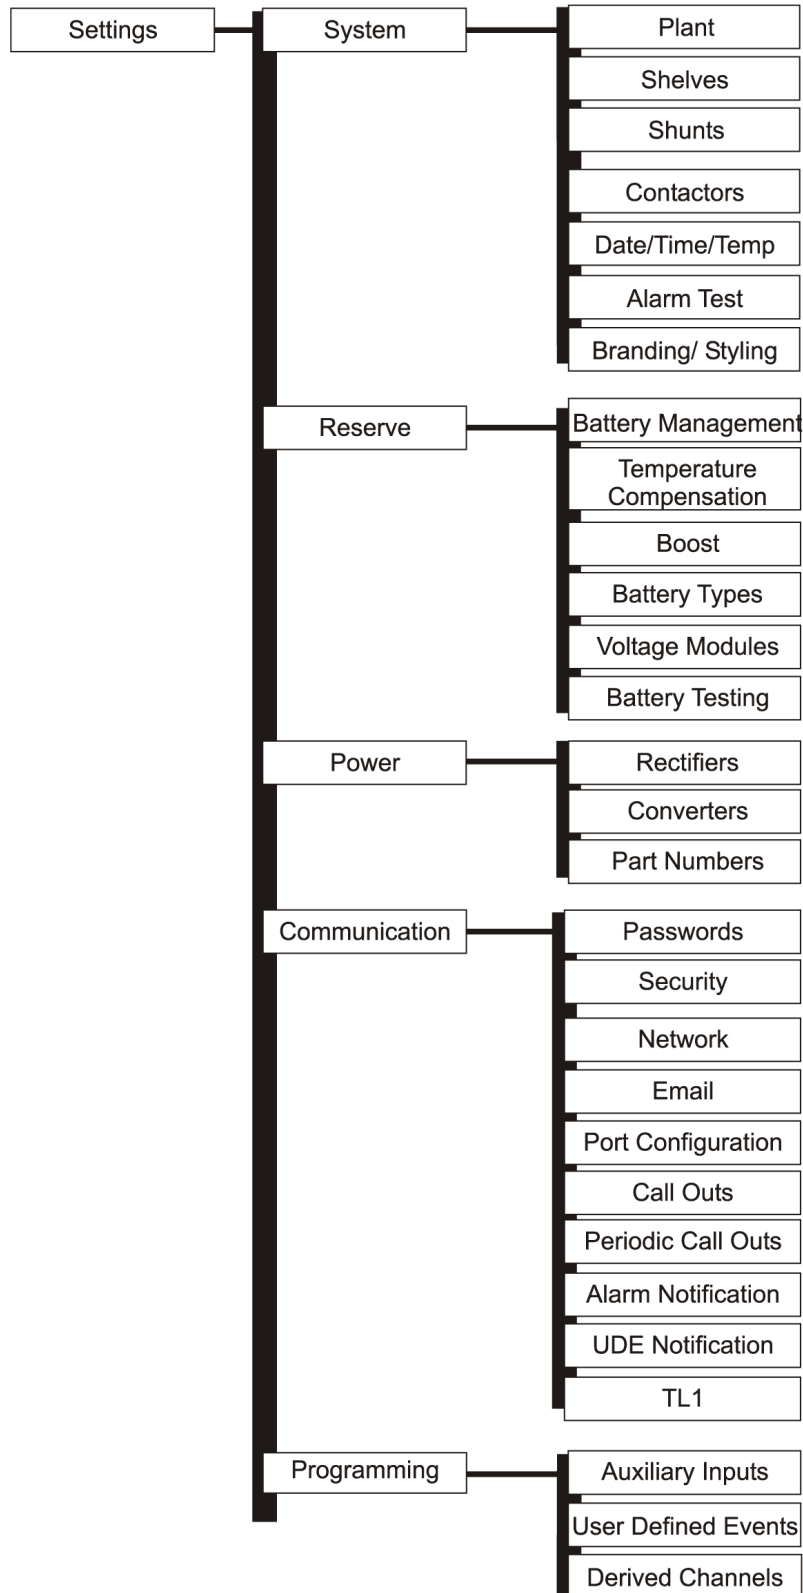 Settings
System
Plant
Shelves
Shunts
Contactors
Date/Time/Temp
Alarm Test
Branding/ Styling
Reserve
Battery Management
Temperature
Compensation
Boost
Battery Types
Voltage Modules
Battery Testing
Power
Rectifiers
Converters
Part Numbers
Communication
Passwords
Security
Network
Email
Port Configuration
Call Outs
Periodic Call Outs
Alarm Notification
UDE Notification
TL1
Programming
Auxiliary Inputs
User Defined Events
Derived Channels